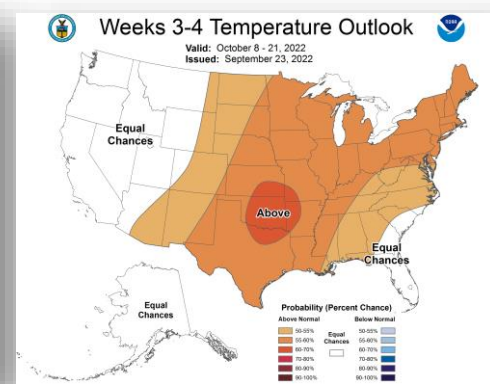 Weeks 3-4 Temperature Outlook
Valid: October 8 - 21, 2022
Issued: September 23, 2022
Equal
Chances
Above
Equal
Chances
Equal
Chances
Probability (Percent Chance)
Above Normal
Below Normal
Equal
Chances
50-55%
55-60%
60-70%
70-80%
80-90%
90-100%
50-55%
55-60%
60-70%
70-80%
80-90%
90-100%